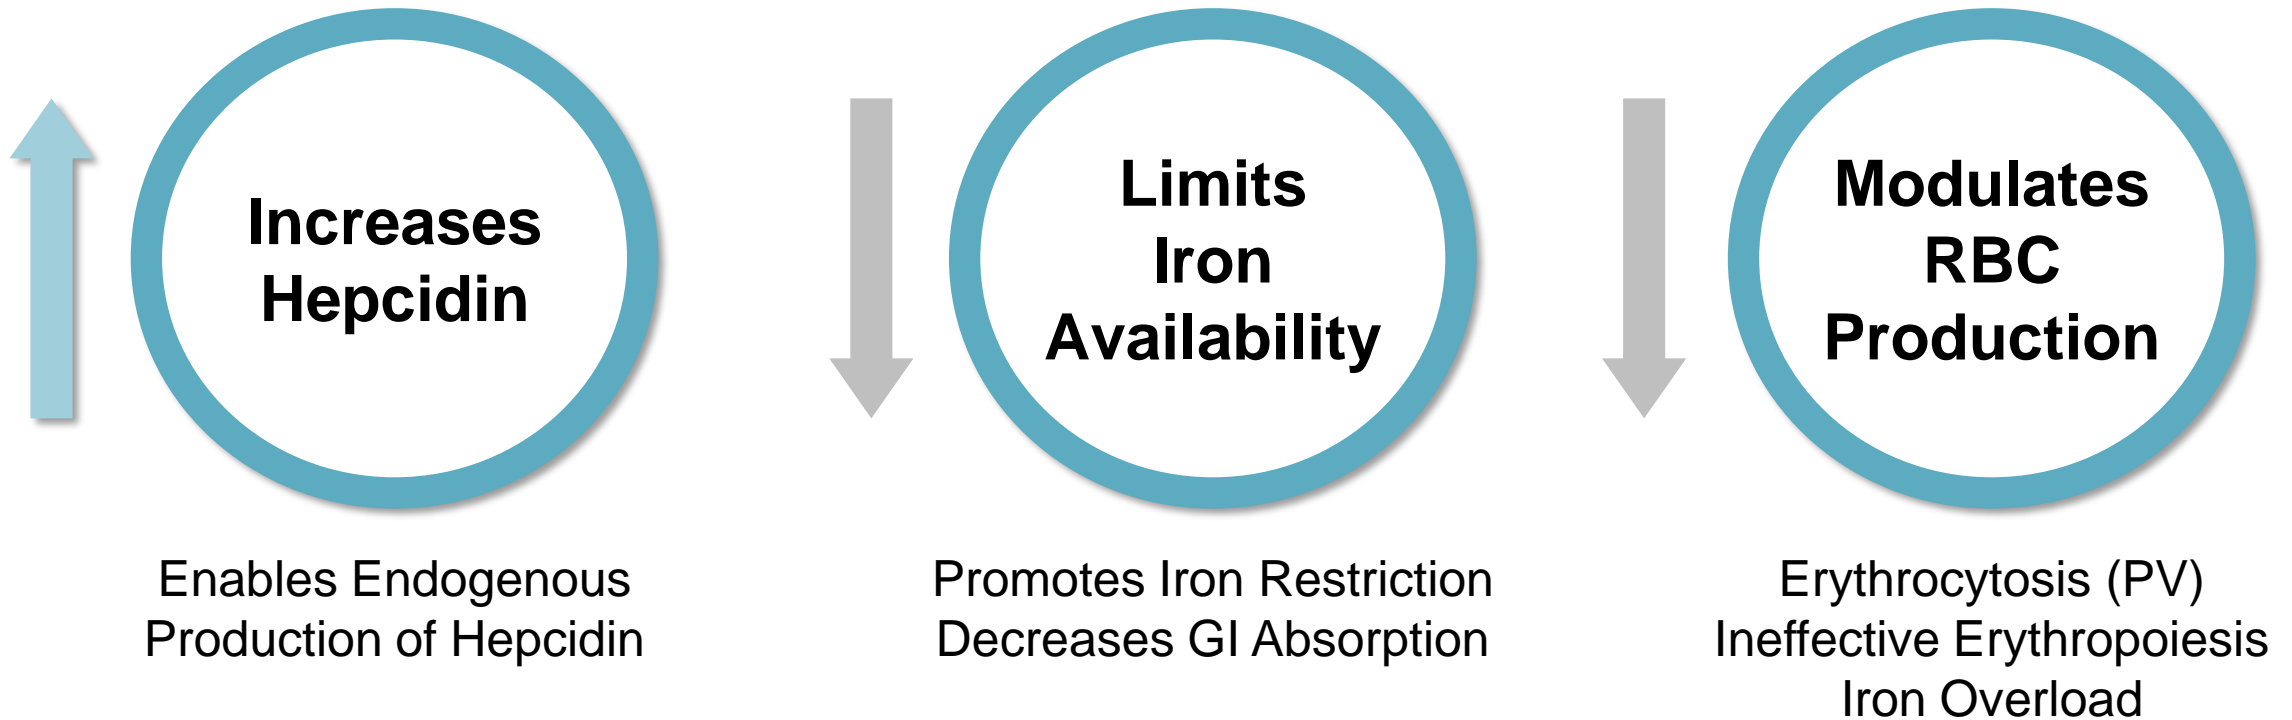 Increases
Hepcidin
Enables Endogenous
Production of Hepcidin
Limits
Iron
Availability
Promotes Iron Restriction
Decreases GI Absorption
Modulates
RBC
Production
Erythrocytosis (PV)
Ineffective Erythropoiesis
Iron Overload